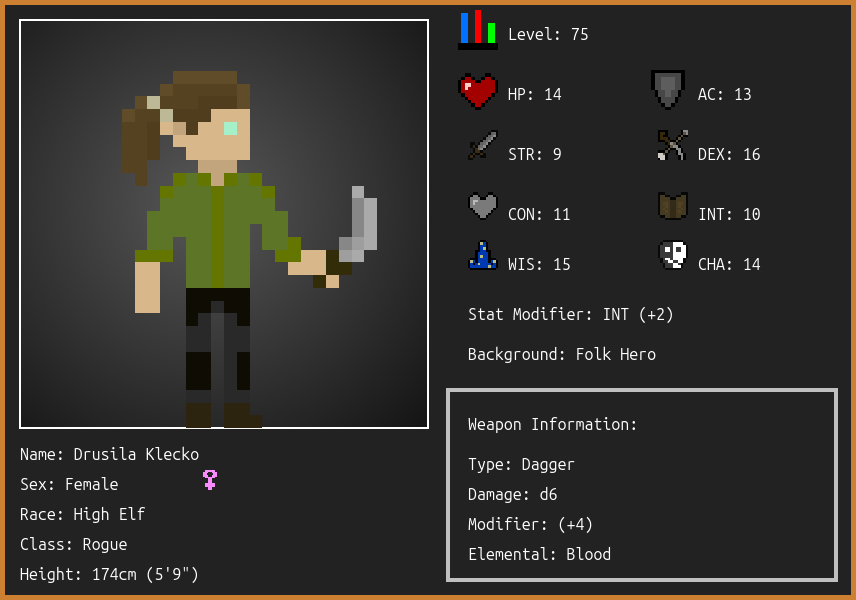 Level: 75
HP: 14
AC: 13
STR: 9
DEX: 16
CON: 11
INT: 10
WIS: 15
CHA: 14
Stat Modifier: INT (+2)
Background: Folk Hero
Weapon Information:
Type: Dagger
Damage: d6
Modifier: (+4)
Elemental: Blood
Name: Drusila Klecko
Sex: Female
Race: High Elf
Class: Rogue
Height: 174cm (5'9")